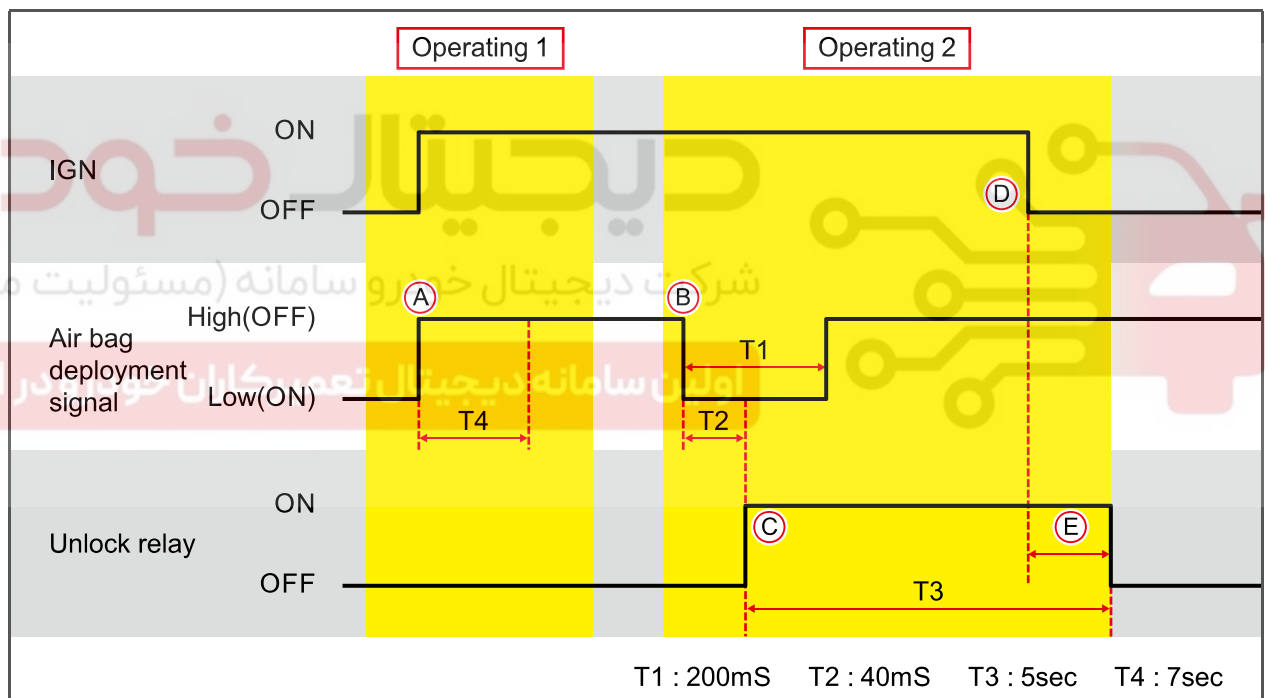 Operating 1
Operating 2
ON
IGN
OFF
D
دیجیتال خودرو
شرکت دیجیتال خودرو سامانه (مسئولیت
A
B
High(OFF)
Air bag
deployment
signal
Low(ON)
T1
اولین سامانه دیجیتال تعمیرکاران خودرو در
T4
T2
ON
Unlock relay
OFF
C
E
T3
T1 : 200mS T2 : 40mS T3 : 5sec T4 : 7sec